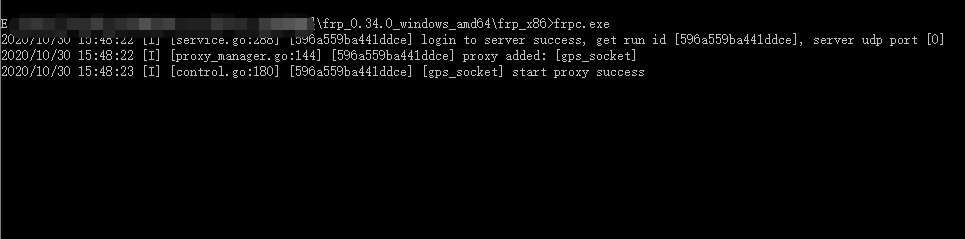 E \frp_0.34.0_windows_amd64\frp_x86>frpc.exe
2020/10/30 15:48:22 [I] [service.go:288] [596a559ba441ddce] login to server success, get run id [596a559ba441ddce], server udp port [0]
2020/10/30 15:48:22 [I] [proxy_manager.go:144] [596a559ba441ddce] proxy added: [gps_socket]
2020/10/30 15:48:23 [I] [control.go:180] [596a559ba441ddce] [gps_socket] start proxy success